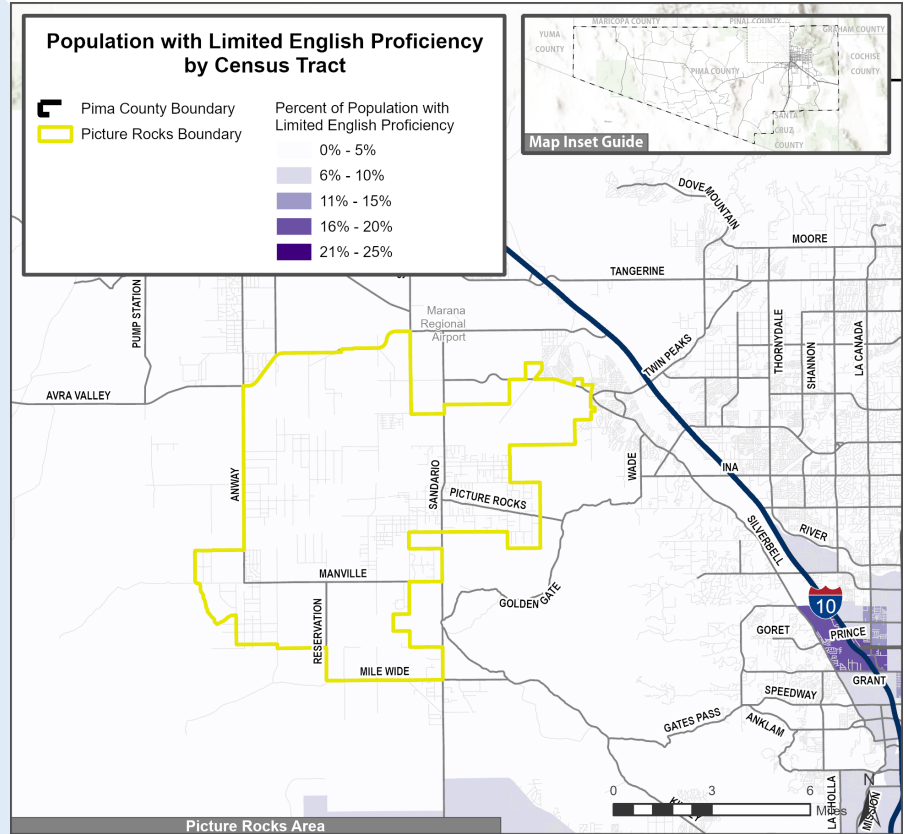 Population with Limited English Proficiency
by Census Tract
Pima County Boundary
Picture Rocks Boundary
Percent of Population with
Limited English Proficiency
0% - 5%
6% - 10%
11% - 15%
16% - 20%
21% - 25%
MARICOPA COUNTY
PINAL COUNTY
GRAHAM COUNTY
YUMA
COUNTY
COCHISE
COUNTY
PIMA COUNTY
SANTA
CRUZ
COUNTY
Map Inset Guide
DOVE MOUNTAIN
MOORE
TANGERINE
PUMP STATION
Marana
Regional
Airport
TWIN PEAKS
THORNYDALE
SHANNON
LA CANADA
AVRA VALLEY
ANWAY
SANDARIO
WADE
INA
PICTURE ROCKS
SILVERBELL
RIVER
MANVILLE
GOLDEN GATE
10
RESERVATION
GORET
PRINCE
MILE WIDE
GRANT
SPEEDWAY
GATES PASS
ANKLAM
N
0 3 6
Miles
MISSION
Picture Rocks Area